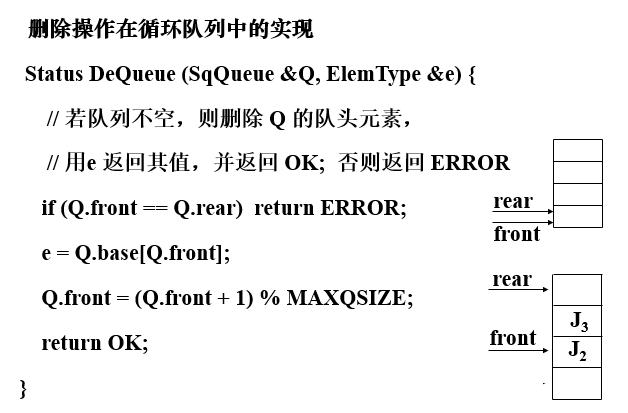 删除操作在循环队列中的实现
Status DeQueue (SqQueue &Q, ElemType &e) {
// 若队列不空，则删除 Q 的队头元素，
// 用e 返回其值，并返回 OK; 否则返回 ERROR
if (Q.front == Q.rear) return ERROR;
e = Q.base[Q.front];
Q.front = (Q.front + 1) % MAXQSIZE;
return OK;
}
rear
front
rear
J3
front
J2